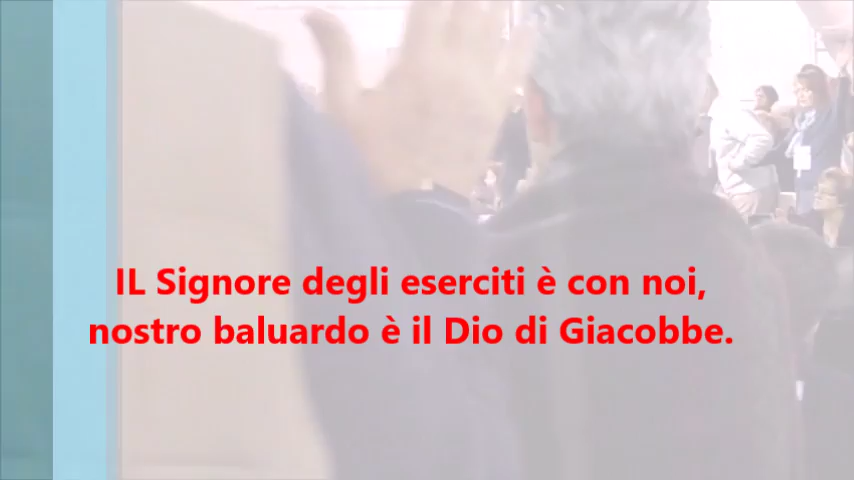 IL Signore degli eserciti è con noi,
nostro baluardo è il Dio di Giacobbe.